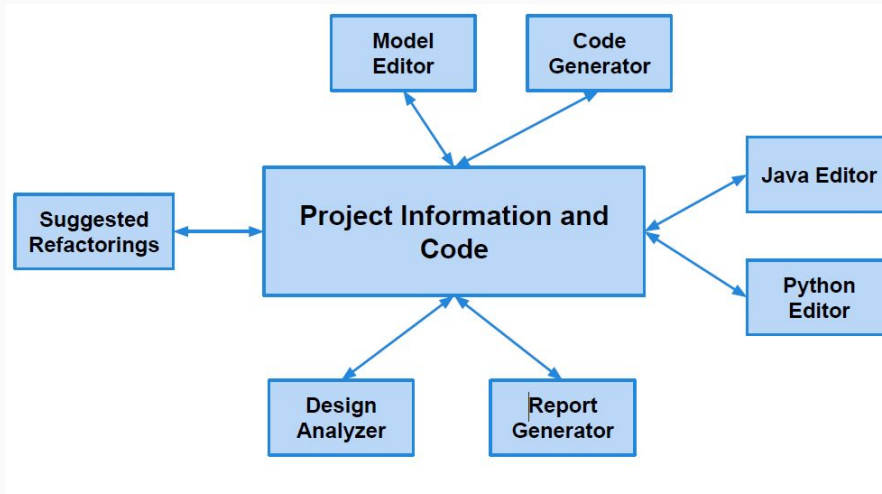 Model
Editor
Code
Generator
Java Editor
Project Information and
Code
Suggested
Refactorings
Python
Editor
Design
Analyzer
Report
Generator